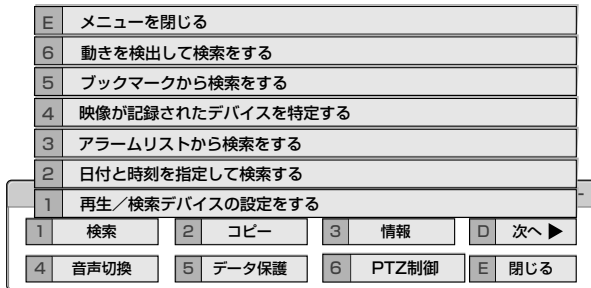 E メニューを閉じる
6 動きを検出して検索をする
5 ブックマークから検索をする
4 映像が記録されたデバイスを特定する
3 アラームリストから検索をする
2 日付と時刻を指定して検索する
1 再生／検索デバイスの設定をする
1 検索 2 コピー 3 情報 D 次へ ▶
4 音声切換 5 データ保護 6 PTZ制御 E 閉じる